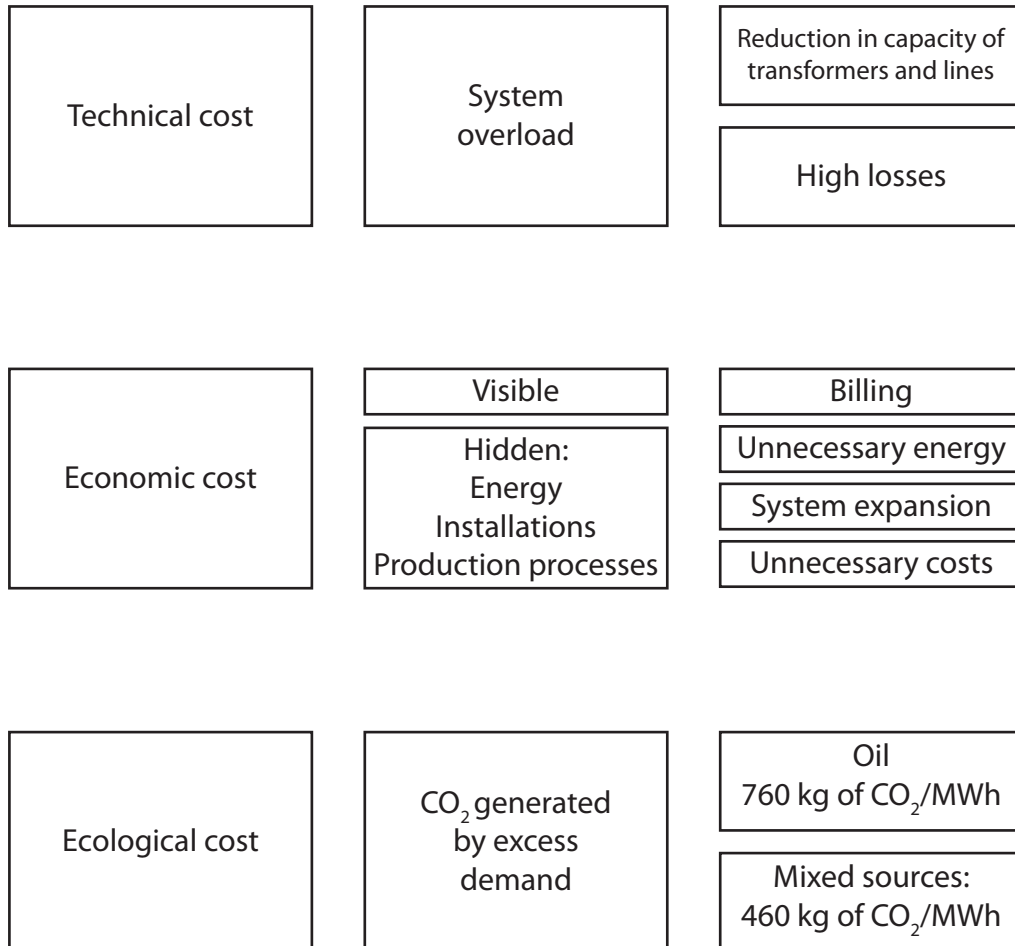 Technical cost
System
overload
Reduction in capacity of
transformers and lines
High losses
Economic cost
Visible
Hidden:
Energy
Installations
Production processes
Billing
Unnecessary energy
System expansion
Unnecessary costs
Ecological cost
CO₂ generated
by excess
demand
Oil
760 kg of CO₂/MWh
Mixed sources:
460 kg of CO₂/MWh